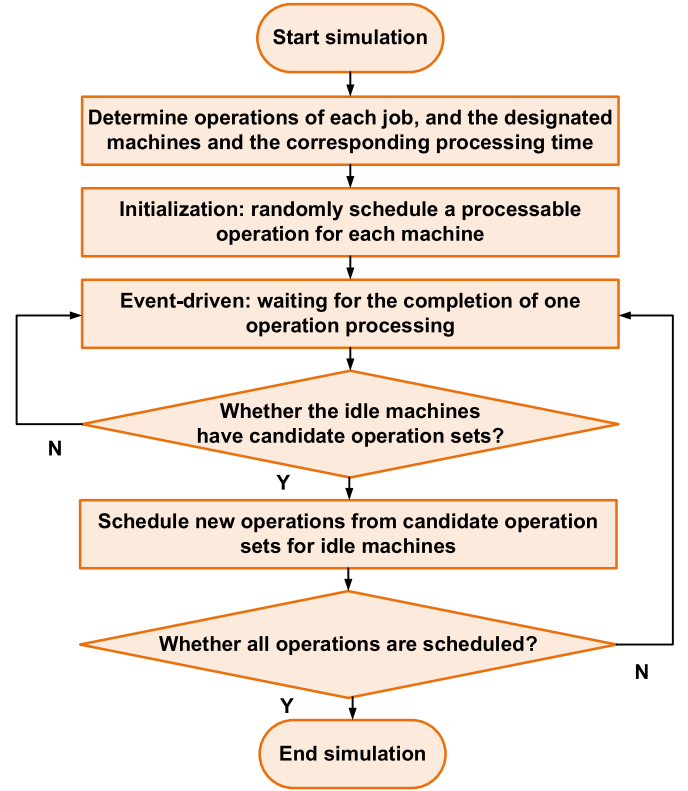 Start simulation
Determine operations of each job, and the designated
machines and the corresponding processing time
Initialization: randomly schedule a processable
operation for each machine
Event-driven: waiting for the completion of one
operation processing
Whether the idle machines
have candidate operation sets?
N
Y
Schedule new operations from candidate operation
sets for idle machines
Whether all operations are scheduled?
N
Y
End simulation